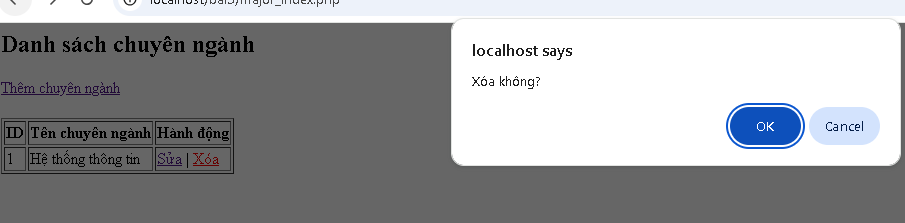 localhost/bai5/major_index.php
Danh sách chuyên ngành
Thêm chuyên ngành
ID Tên chuyên ngành Hành động
1 Hệ thống thông tin Sửa | Xóa
localhost says
Xóa không?
OK Cancel